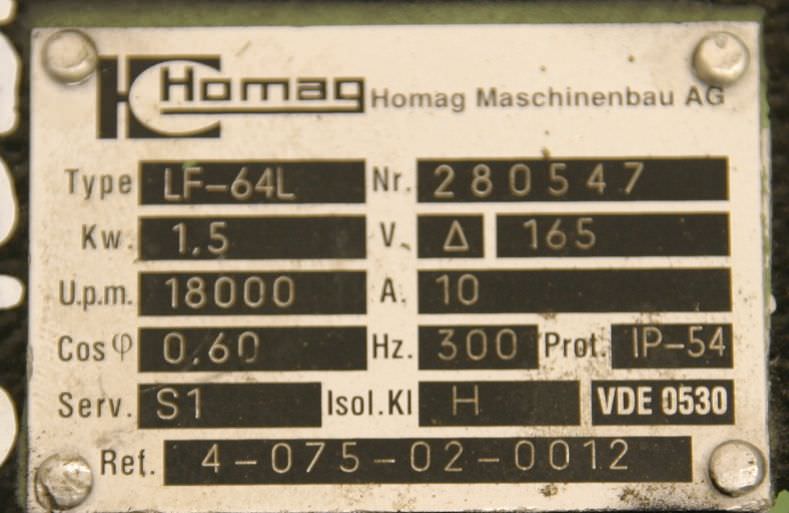 Homag Homag Maschinenbau AG
Type LF-64L Nr. 280547
Kw. 1,5 V. Δ 165
U.p.m. 18000 A. 10
Cos φ 0,60 Hz. 300 Prot. IP-54
Serv. S1 Isol.Kl H VDE 0530
Ref. 4-075-02-0012